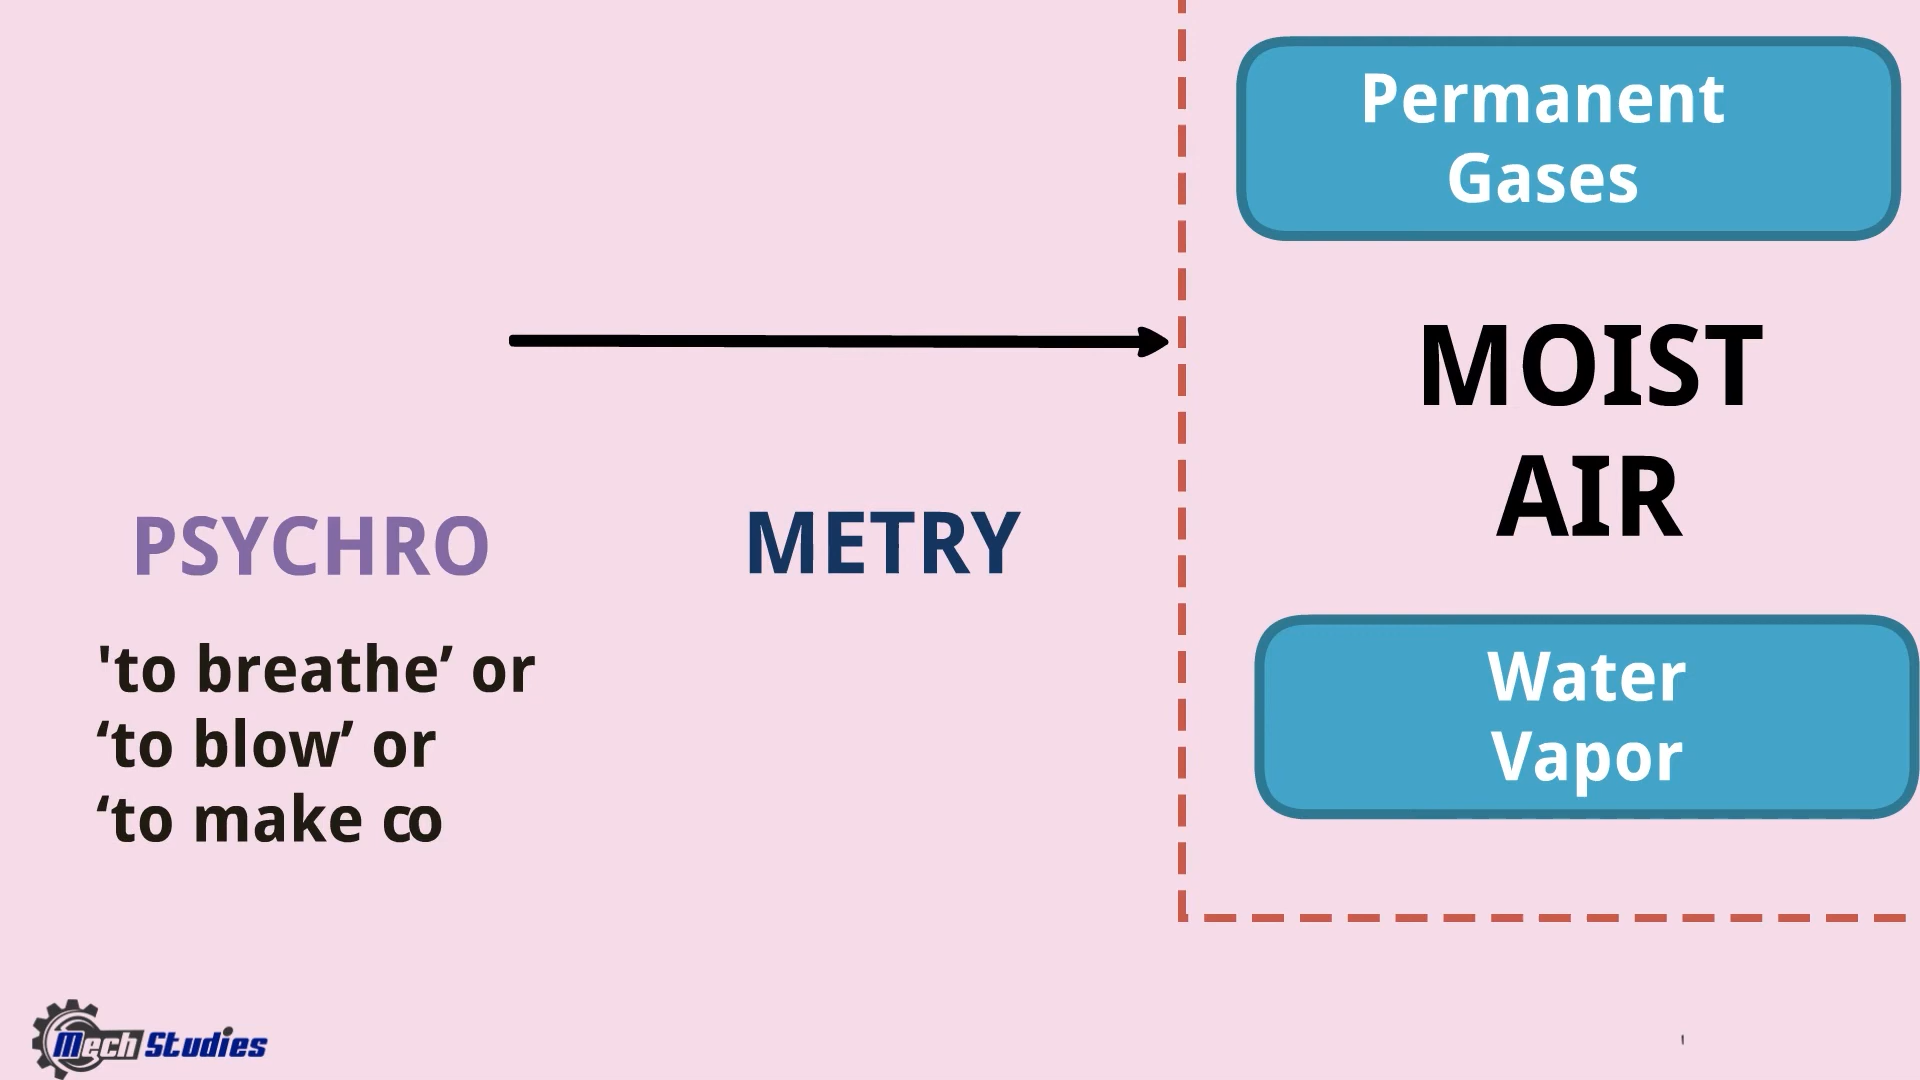 PSYCHRO
'to breathe’ or
‘to blow’ or
‘to make co
METRY
Permanent
Gases
MOIST
AIR
Water
Vapor
Mech Studies